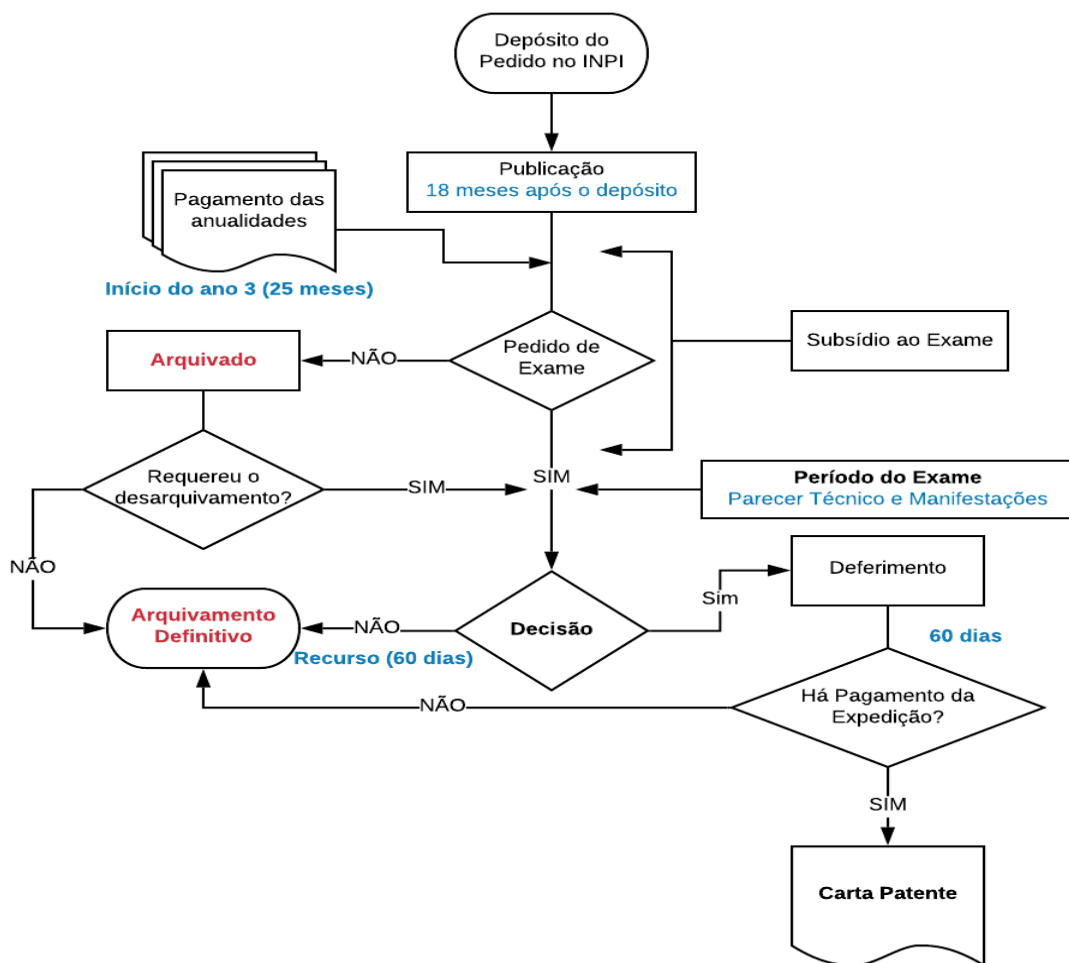 Depósito do
Pedido no INPI
Publicação
18 meses após o depósito
Pagamento das
anualidades
Início do ano 3 (25 meses)
Pedido de
Exame
NÃO
Arquivado
Subsídio ao Exame
Requereu o
desarquivamento?
SIM
SIM
Período do Exame
Parecer Técnico e Manifestações
NÃO
Arquivamento
Definitivo
NÃO
Recurso (60 dias)
Decisão
Sim
Deferimento
60 dias
Há Pagamento da
Expedição?
NÃO
SIM
Carta Patente